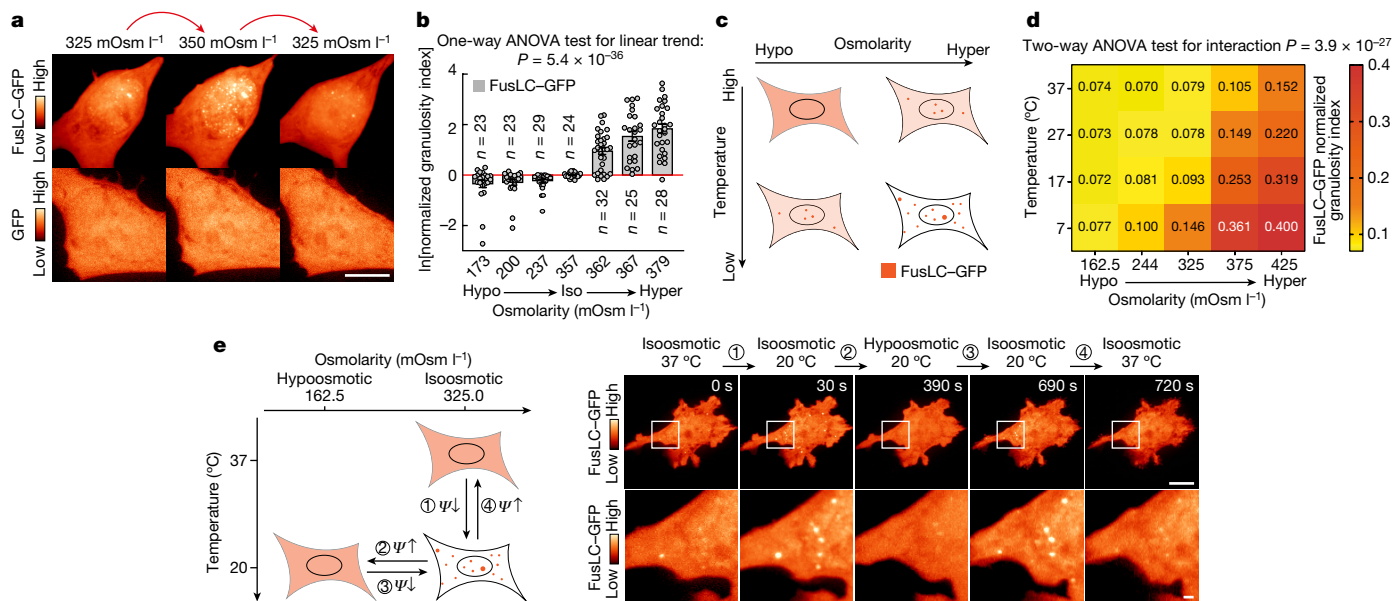 a
325 mOsm l⁻¹ 350 mOsm l⁻¹ 325 mOsm l⁻¹
FusLC–GFP
Low High
GFP
Low High
b
One-way ANOVA test for linear trend:
P = 5.4 × 10⁻³⁶
ln[normalized granulosity index]
FusLC–GFP
4
2
0
−2
n = 23
n = 23
n = 29
n = 24
n = 32
n = 25
n = 28
173 200 237 357 362 367 379
Hypo Iso Hyper
Osmolarity (mOsm l⁻¹)
c
Hypo Osmolarity Hyper
High
Temperature
Low
FusLC–GFP
d
Two-way ANOVA test for interaction P = 3.9 × 10⁻²⁷
Temperature (°C)
37 0.074 0.070 0.079 0.105 0.152
27 0.073 0.078 0.078 0.149 0.220
17 0.072 0.081 0.093 0.253 0.319
7 0.077 0.100 0.146 0.361 0.400
162.5 244 325 375 425
Hypo Hyper
Osmolarity (mOsm l⁻¹)
FusLC–GFP normalized
granulosity index
0.4
0.3
0.2
0.1
e
Osmolarity (mOsm l⁻¹)
Hypoosmotic Isoosmotic
162.5 325.0
Temperature (°C)
37
20
① Ψ↓ ④ Ψ↑
② Ψ↑
③ Ψ↓
Isoosmotic ① Isoosmotic ② Hypoosmotic ③ Isoosmotic ④ Isoosmotic
37 °C 20 °C 20 °C 20 °C 37 °C
0 s 30 s 390 s 690 s 720 s
FusLC–GFP
Low High
FusLC–GFP
Low High